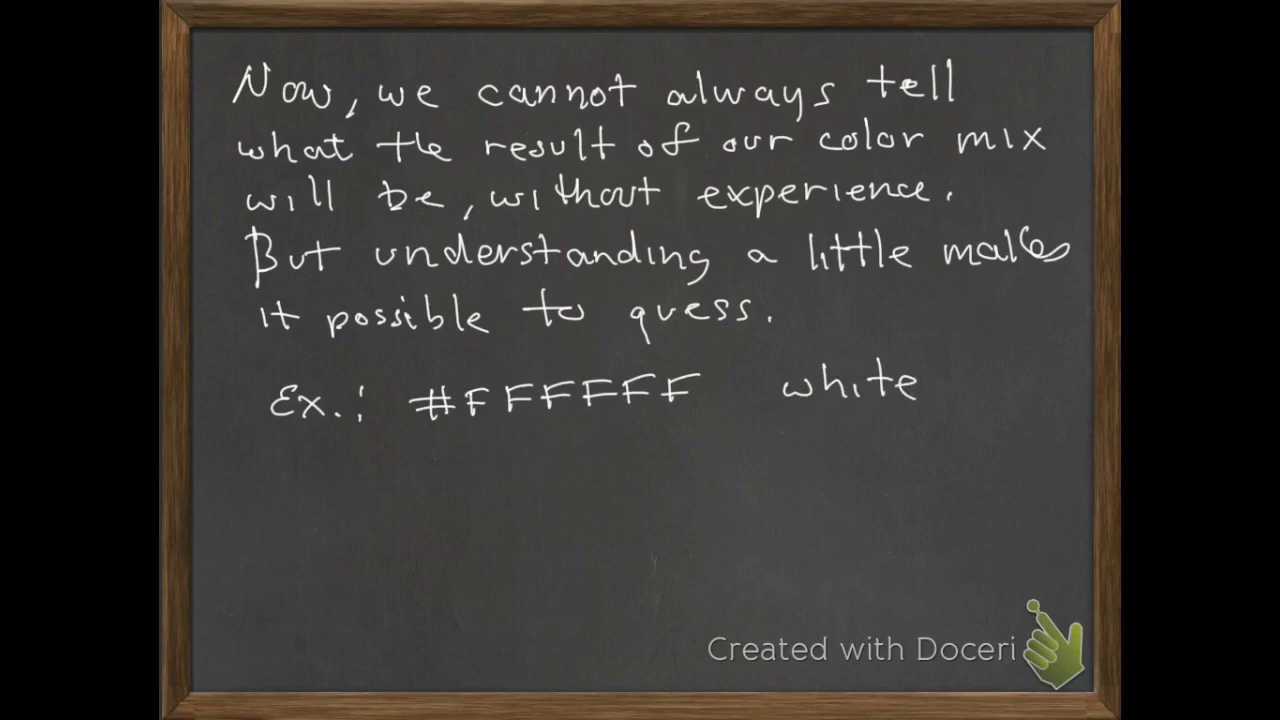 Now, we cannot always tell
what the result of our color mix
will be, without experience.
But understanding a little makes
it possible to guess.
Ex.: #FFFFFF white
Created with Doceri